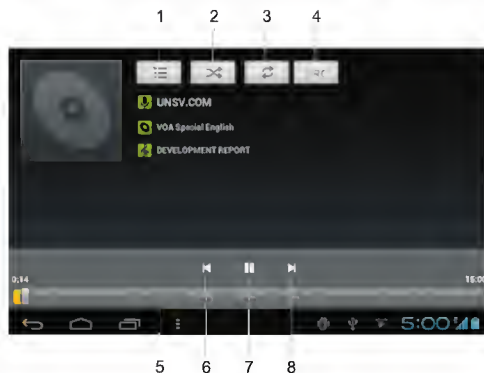 1 2 3 4
UNSV.COM
VOA Special English
DEVELOPMENT REPORT
0:14 15:00
5:00
5 6 7 8